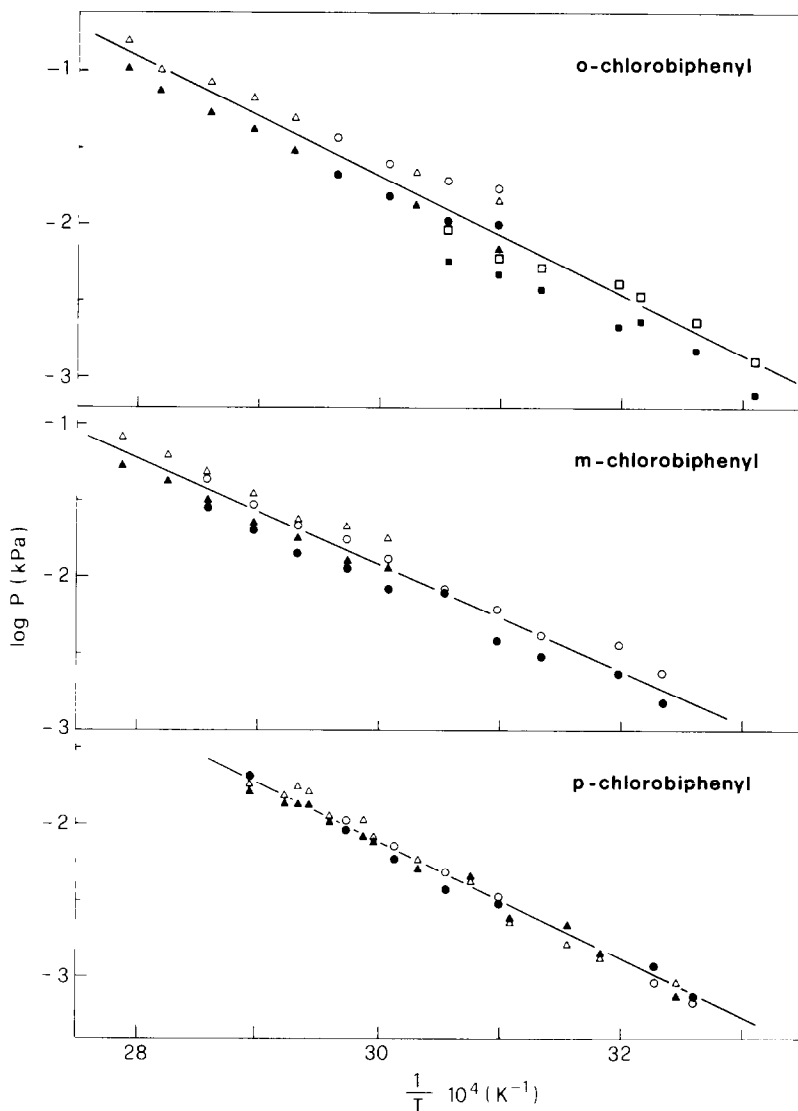 o-chlorobiphenyl
-1
-2
-3
-1
m-chlorobiphenyl
-2
-3
log P (kPa)
p-chlorobiphenyl
-2
-3
28
30
32
1/T 10⁴ (K⁻¹)